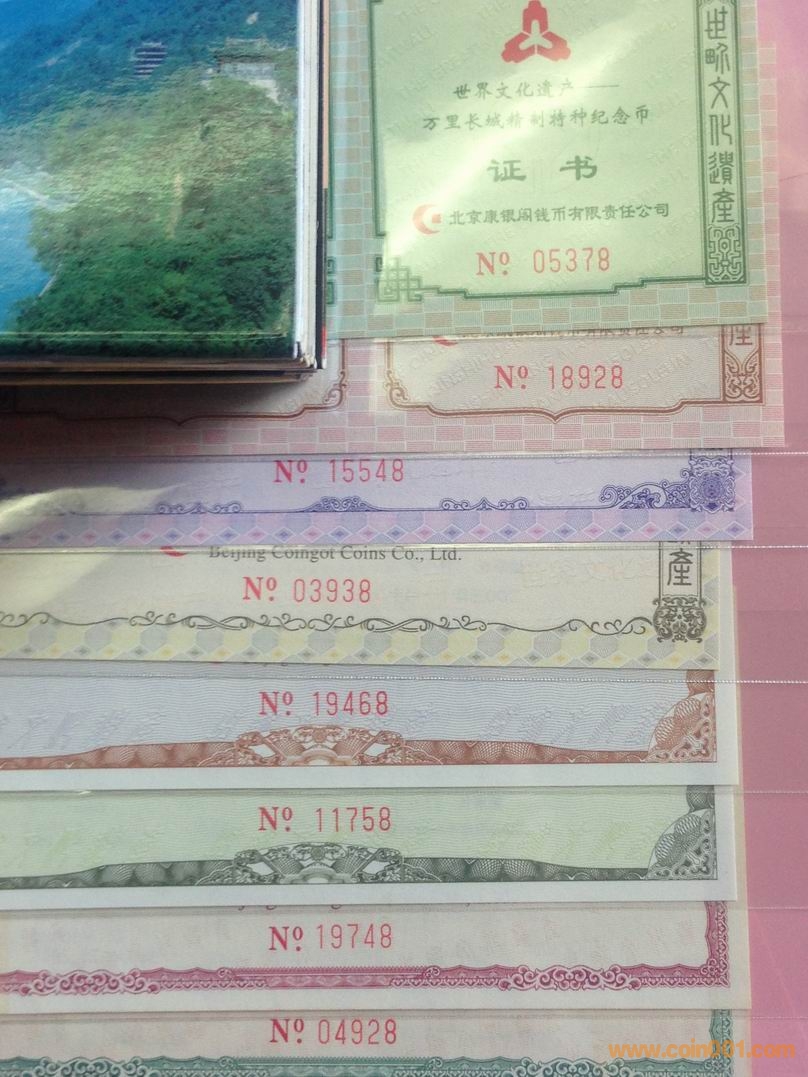 世界文化遗产——
万里长城精制特种纪念币
证 书
北京康银阁钱币有限责任公司
Nº 05378
世界文化遺產
Nº 18928
Nº 15548
Beijing Coingot Coins Co., Ltd.
Nº 03938
產
Nº 19468
Nº 11758
Nº 19748
Nº 04928
www.coin001.com